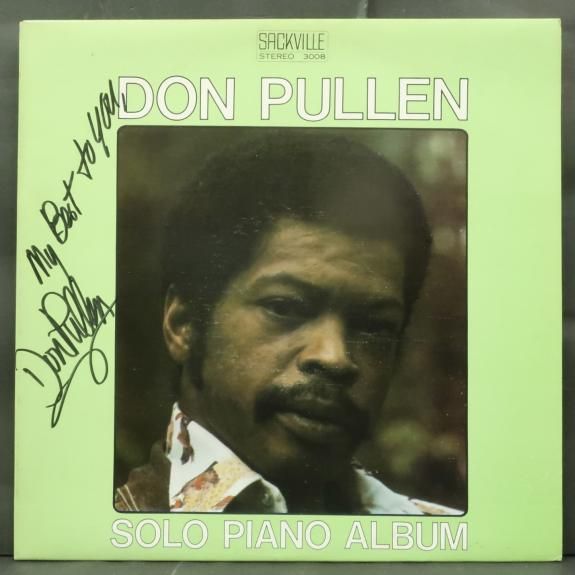 SACKVILLE
STEREO 3008
DON PULLEN
My Best to you,
Don Pullen
SOLO PIANO ALBUM